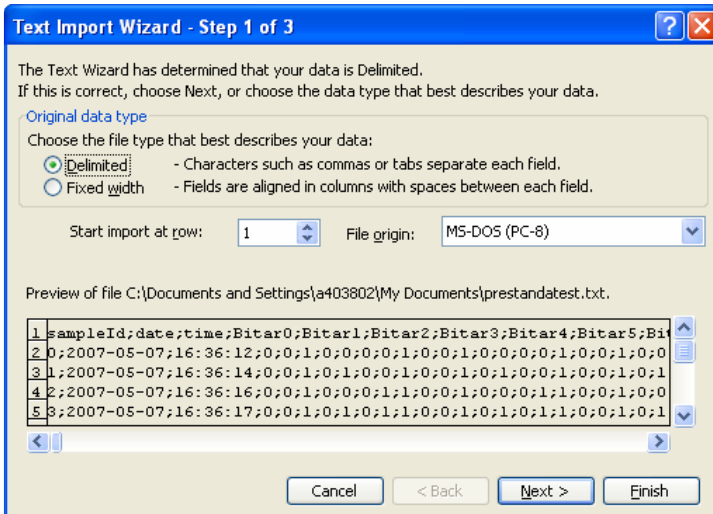 Text Import Wizard - Step 1 of 3
The Text Wizard has determined that your data is Delimited.
If this is correct, choose Next, or choose the data type that best describes your data.
Original data type
Choose the file type that best describes your data:
Delimited - Characters such as commas or tabs separate each field.
Fixed width - Fields are aligned in columns with spaces between each field.
Start import at row: 1 File origin: MS-DOS (PC-8)
Preview of file C:\Documents and Settings\a403802\My Documents\prestandatest.txt.
1 sampleId;date;time;Bitar0;Bitar1;Bitar2;Bitar3;Bitar4;Bitar5;Bit
2 0;2007-05-07;16:36:12;0;0;1;0;0;0;0;1;0;0;1;0;0;0;0;1;0;0;1;0;0
3 1;2007-05-07;16:36:14;0;0;1;0;1;0;0;1;0;0;1;0;1;0;0;1;0;0;1;0;1
4 2;2007-05-07;16:36:16;0;0;1;0;0;1;0;1;0;0;1;0;0;0;1;1;0;0;1;0;0
5 3;2007-05-07;16:36:17;0;0;1;0;1;0;1;1;0;0;1;0;1;0;1;1;0;0;1;0;1
Cancel < Back Next > Finish